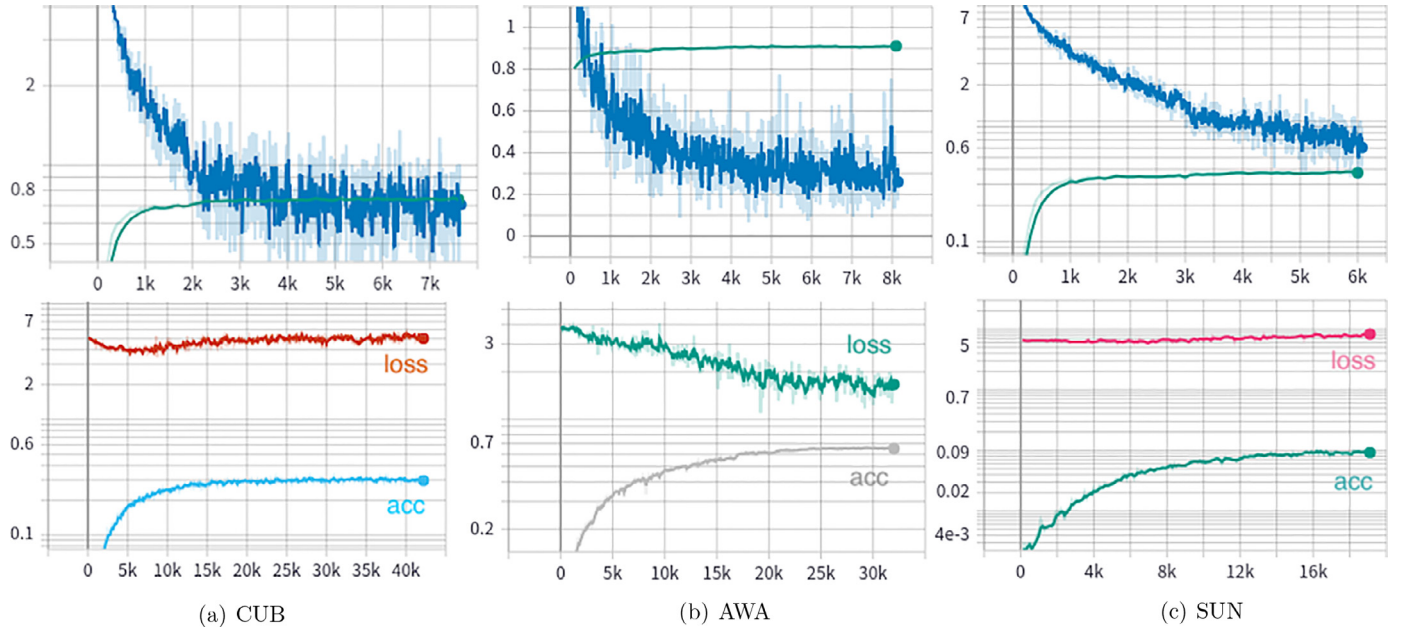 2
0.8
0.5
0 1k 2k 3k 4k 5k 6k 7k
1
0.8
0.6
0.4
0.2
0
0 1k 2k 3k 4k 5k 6k 7k 8k
7
2
0.6
0.1
0 1k 2k 3k 4k 5k 6k
7
2
0.6
0.1
loss
acc
0 5k 10k 15k 20k 25k 30k 35k 40k
3
0.7
0.2
loss
acc
0 5k 10k 15k 20k 25k 30k
5
0.7
0.09
0.02
4e-3
loss
acc
0 4k 8k 12k 16k
(a) CUB
(b) AWA
(c) SUN